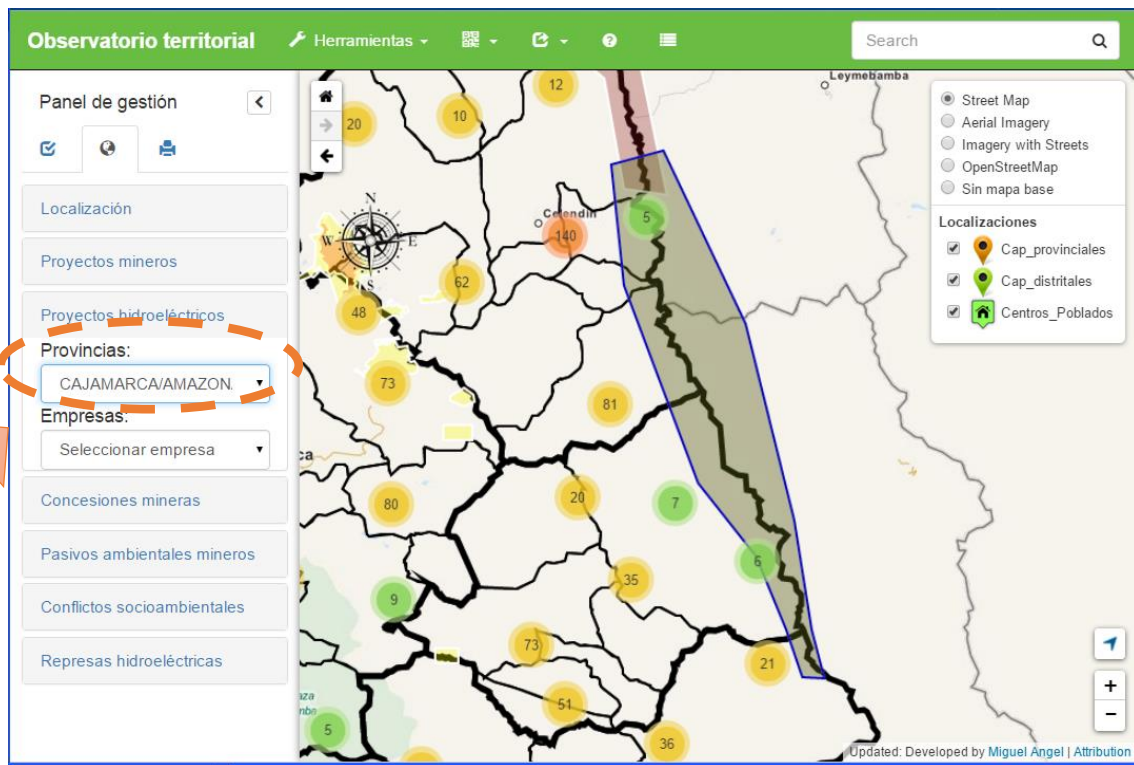 Observatorio territorial
Herramientas
Search
Panel de gestión
Localización
Proyectos mineros
Proyectos hidroeléctricos
Provincias:
CAJAMARCA/AMAZON
Empresas:
Seleccionar empresa
Concesiones mineras
Pasivos ambientales mineros
Conflictos socioambientales
Represas hidroeléctricas
Leymebamba
12
20
10
N
W
E
S
Celendin
140
5
62
48
73
81
80
20
7
6
35
9
73
21
51
5
36
Street Map
Aerial Imagery
Imagery with Streets
OpenStreetMap
Sin mapa base
Localizaciones
Cap_provinciales
Cap_distritales
Centros_Poblados
+
−
Updated: Developed by Miguel Angel | Attribution